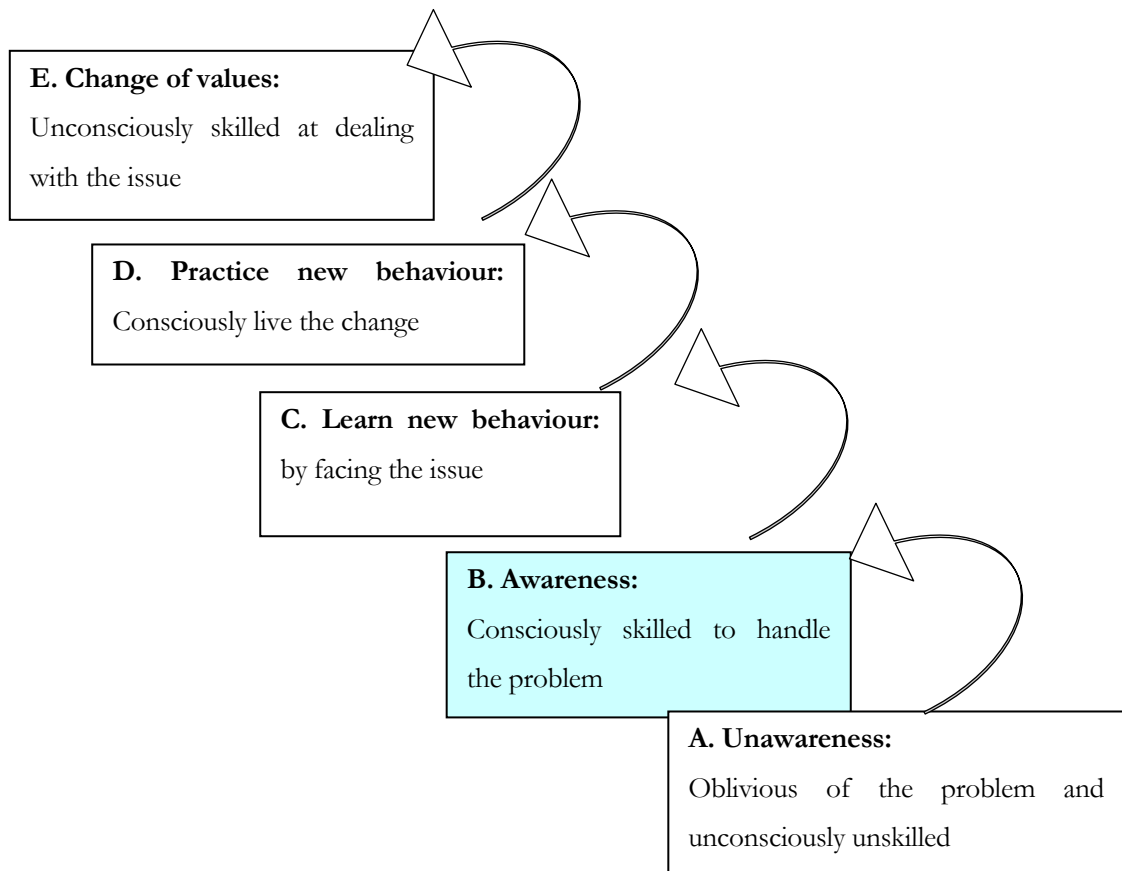 E. Change of values:
Unconsciously skilled at dealing
with the issue
D. Practice new behaviour:
Consciously live the change
C. Learn new behaviour:
by facing the issue
B. Awareness:
Consciously skilled to handle
the problem
A. Unawareness:
Oblivious of the problem and
unconsciously unskilled